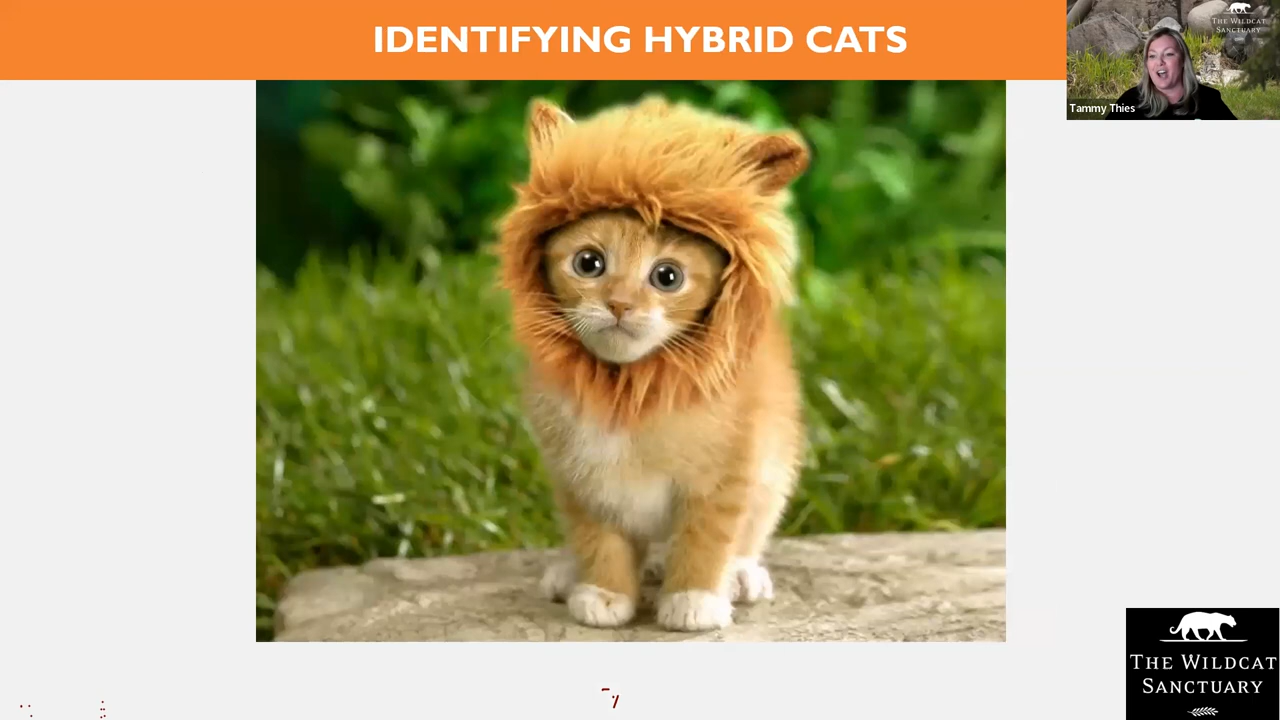 IDENTIFYING HYBRID CATS
THE WILDCAT
SANCTUARY
Tammy Thies
THE WILDCAT
SANCTUARY